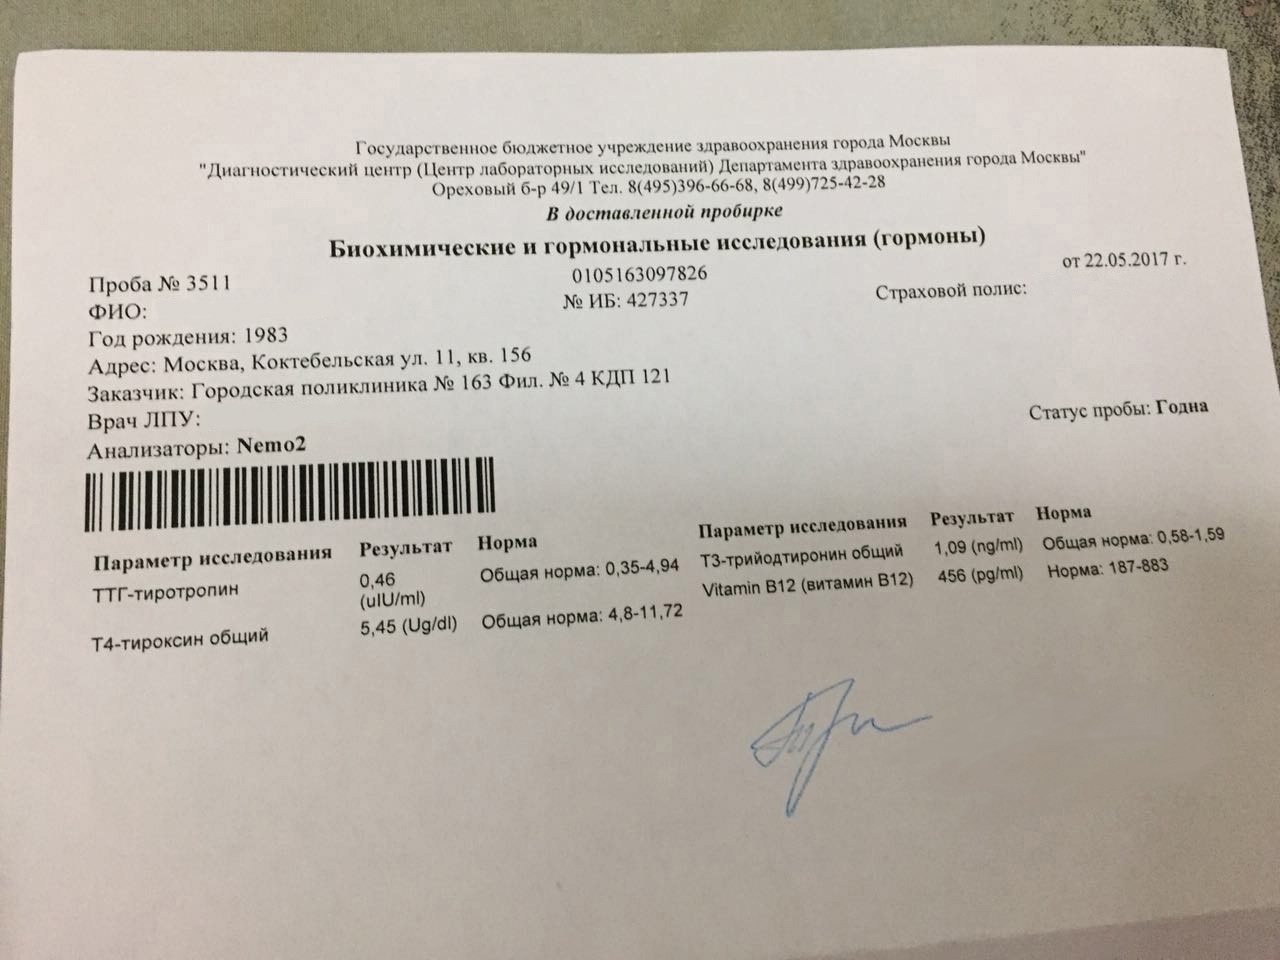 Государственное бюджетное учреждение здравоохранения города Москвы
"Диагностический центр (Центр лабораторных исследований) Департамента здравоохранения города Москвы"
Ореховый б-р 49/1 Тел. 8(495)396-66-68, 8(499)725-42-28
В доставленной пробирке
Биохимические и гормональные исследования (гормоны)
Проба № 3511 0105163097826 от 22.05.2017 г.
ФИО: № ИБ: 427337 Страховой полис:
Год рождения: 1983
Адрес: Москва, Коктебельская ул. 11, кв. 156
Заказчик: Городская поликлиника № 163 Фил. № 4 КДП 121
Врач ЛПУ: Статус пробы: Годна
Анализаторы: Nemo2
Параметр исследования Результат Норма Параметр исследования Результат Норма
ТТГ-тиротропин 0,46 (uIU/ml) Общая норма: 0,35-4,94 Т3-трийодтиронин общий 1,09 (ng/ml) Общая норма: 0,58-1,59
Т4-тироксин общий 5,45 (Ug/dl) Общая норма: 4,8-11,72 Vitamin B12 (витамин B12) 456 (pg/ml) Норма: 187-883